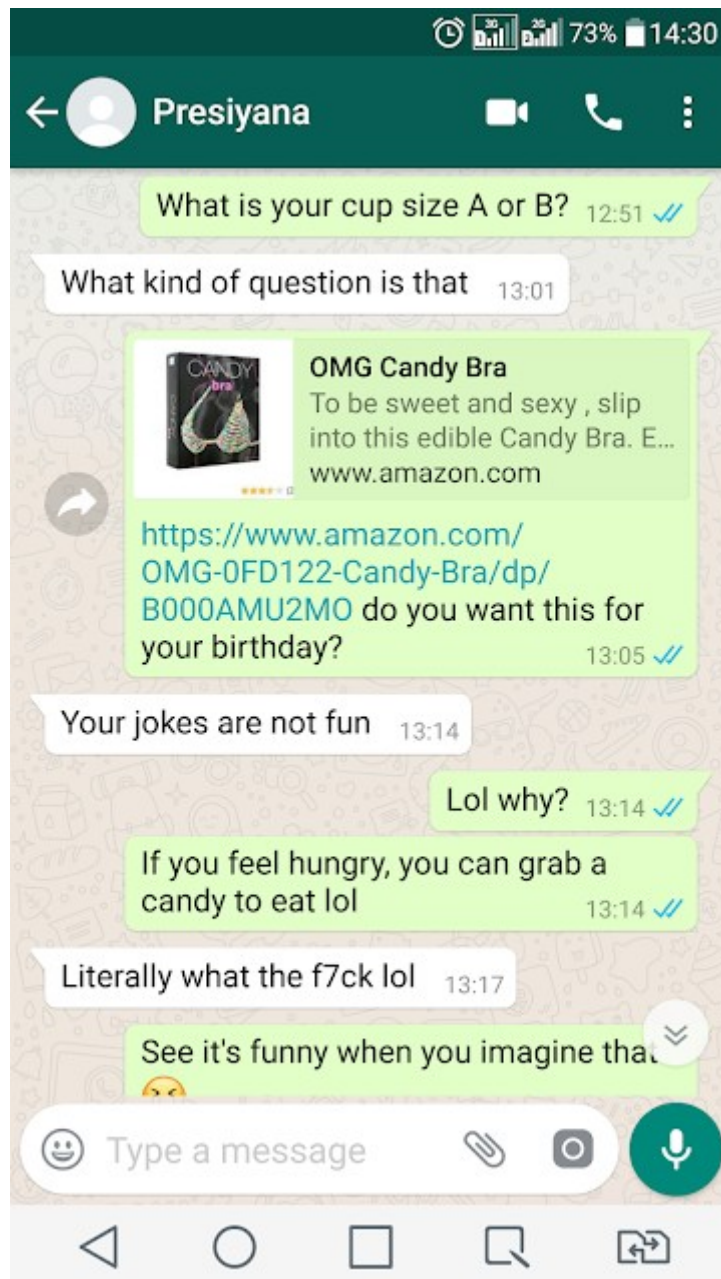 73% 14:30
Presiyana
What is your cup size A or B? 12:51
What kind of question is that 13:01
CANDY
bra
OMG Candy Bra
To be sweet and sexy , slip
into this edible Candy Bra. E...
www.amazon.com
https://www.amazon.com/
OMG-0FD122-Candy-Bra/dp/
B000AMU2MO do you want this for
your birthday? 13:05
Your jokes are not fun 13:14
Lol why? 13:14
If you feel hungry, you can grab a
candy to eat lol 13:14
Literally what the f7ck lol 13:17
See it's funny when you imagine that
Type a message